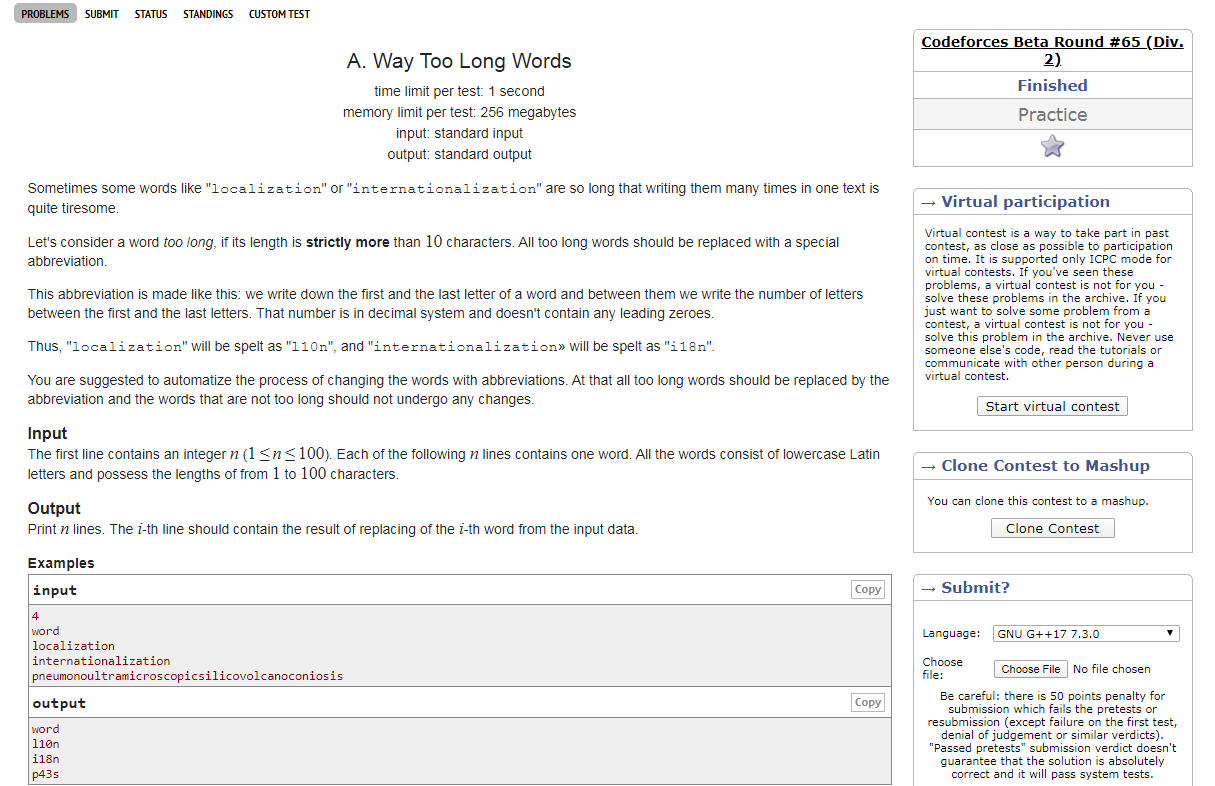 PROBLEMS SUBMIT STATUS STANDINGS CUSTOM TEST
A. Way Too Long Words
time limit per test: 1 second
memory limit per test: 256 megabytes
input: standard input
output: standard output
Sometimes some words like "localization" or "internationalization" are so long that writing them many times in one text is
quite tiresome.
Let's consider a word too long, if its length is strictly more than 10 characters. All too long words should be replaced with a special
abbreviation.
This abbreviation is made like this: we write down the first and the last letter of a word and between them we write the number of letters
between the first and the last letters. That number is in decimal system and doesn't contain any leading zeroes.
Thus, "localization" will be spelt as "l10n", and "internationalization» will be spelt as "i18n".
You are suggested to automatize the process of changing the words with abbreviations. At that all too long words should be replaced by the
abbreviation and the words that are not too long should not undergo any changes.
Input
The first line contains an integer n (1≤n≤100). Each of the following n lines contains one word. All the words consist of lowercase Latin
letters and possess the lengths of from 1 to 100 characters.
Output
Print n lines. The i-th line should contain the result of replacing of the i-th word from the input data.
Examples
input
Copy
4
word
localization
internationalization
pneumonoultramicroscopicsilicovolcanoconiosis
output
Copy
word
l10n
i18n
p43s
Codeforces Beta Round #65 (Div.
2)
Finished
Practice
→ Virtual participation
Virtual contest is a way to take part in past
contest, as close as possible to participation
on time. It is supported only ICPC mode for
virtual contests. If you've seen these
problems, a virtual contest is not for you -
solve these problems in the archive. If you
just want to solve some problem from a
contest, a virtual contest is not for you -
solve this problem in the archive. Never use
someone else's code, read the tutorials or
communicate with other person during a
virtual contest.
Start virtual contest
→ Clone Contest to Mashup
You can clone this contest to a mashup.
Clone Contest
→ Submit?
Language: GNU G++17 7.3.0
Choose
file:
Choose File No file chosen
Be careful: there is 50 points penalty for
submission which fails the pretests or
resubmission (except failure on the first test,
denial of judgement or similar verdicts).
"Passed pretests" submission verdict doesn't
guarantee that the solution is absolutely
correct and it will pass system tests.